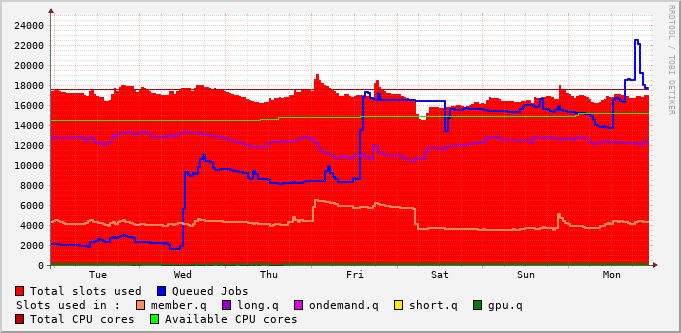 RRDTOOL / TOBI OETIKER
24000
22000
20000
18000
16000
14000
12000
10000
8000
6000
4000
2000
0
Tue Wed Thu Fri Sat Sun Mon
Total slots used Queued Jobs
Slots used in : member.q long.q ondemand.q short.q gpu.q
Total CPU cores Available CPU cores